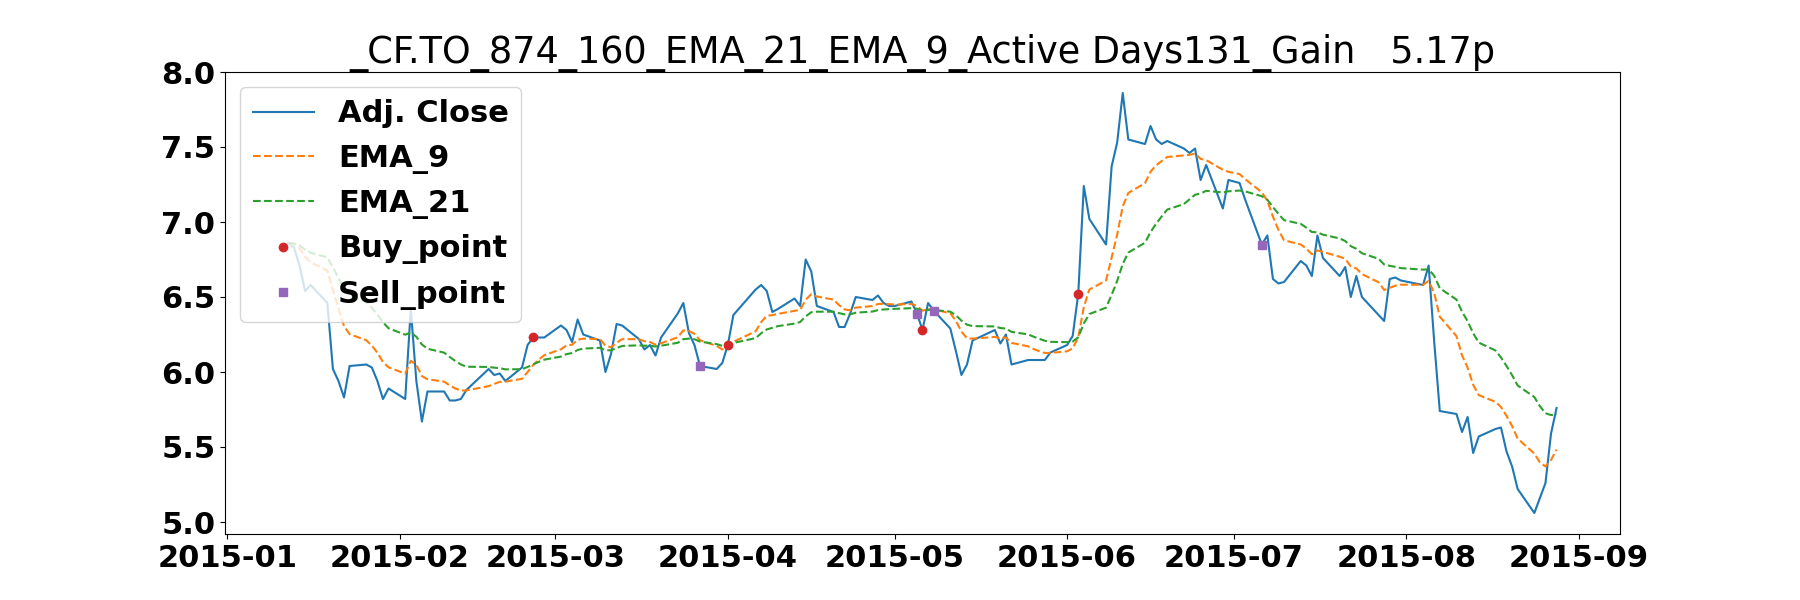 _CF.TO_874_160_EMA_21_EMA_9_Active Days131_Gain   5.17p
8.0
7.5
7.0
6.5
6.0
5.5
5.0
Adj. Close
EMA_9
EMA_21
Buy_point
Sell_point
2015-01 2015-02 2015-03 2015-04 2015-05 2015-06 2015-07 2015-08 2015-09